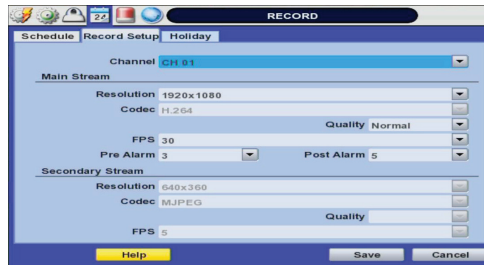 24
RECORD
Schedule Record Setup Holiday
Channel CH 01
Main Stream
Resolution 1920x1080
Codec H.264
Quality Normal
FPS 30
Pre Alarm 3 Post Alarm 5
Secondary Stream
Resolution 640x360
Codec MJPEG
Quality
FPS 5
Help Save Cancel